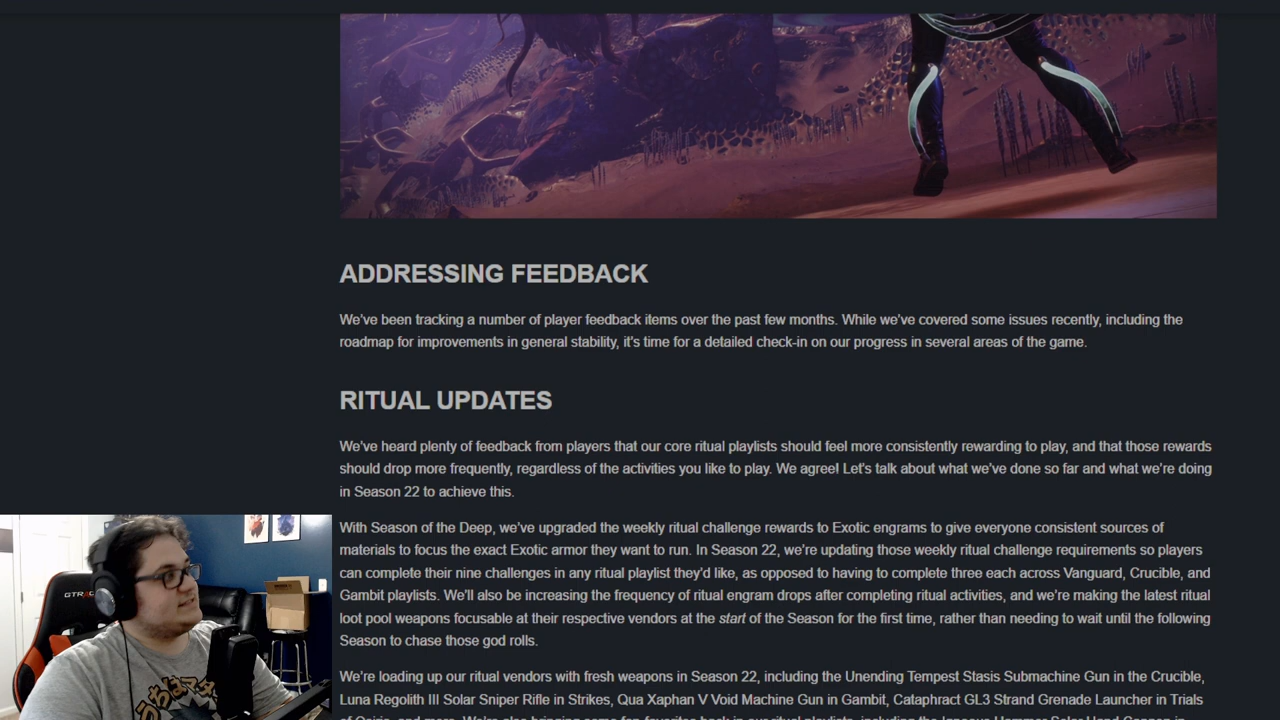 ADDRESSING FEEDBACK
We've been tracking a number of player feedback items over the past few months. While we've covered some issues recently, including the
roadmap for improvements in general stability, it's time for a detailed check-in on our progress in several areas of the game.
RITUAL UPDATES
We've heard plenty of feedback from players that our core ritual playlists should feel more consistently rewarding to play, and that those rewards
should drop more frequently, regardless of the activities you like to play. We agree! Let's talk about what we've done so far and what we're doing
in Season 22 to achieve this.
With Season of the Deep, we've upgraded the weekly ritual challenge rewards to Exotic engrams to give everyone consistent sources of
materials to focus the exact Exotic armor they want to run. In Season 22, we're updating those weekly ritual challenge requirements so players
can complete their nine challenges in any ritual playlist they'd like, as opposed to having to complete three each across Vanguard, Crucible, and
Gambit playlists. We'll also be increasing the frequency of ritual engram drops after completing ritual activities, and we're making the latest ritual
loot pool weapons focusable at their respective vendors at the start of the Season for the first time, rather than needing to wait until the following
Season to chase those god rolls.
We're loading up our ritual vendors with fresh weapons in Season 22, including the Unending Tempest Stasis Submachine Gun in the Crucible,
Luna Regolith III Solar Sniper Rifle in Strikes, Qua Xaphan V Void Machine Gun in Gambit, Cataphract GL3 Strand Grenade Launcher in Trials